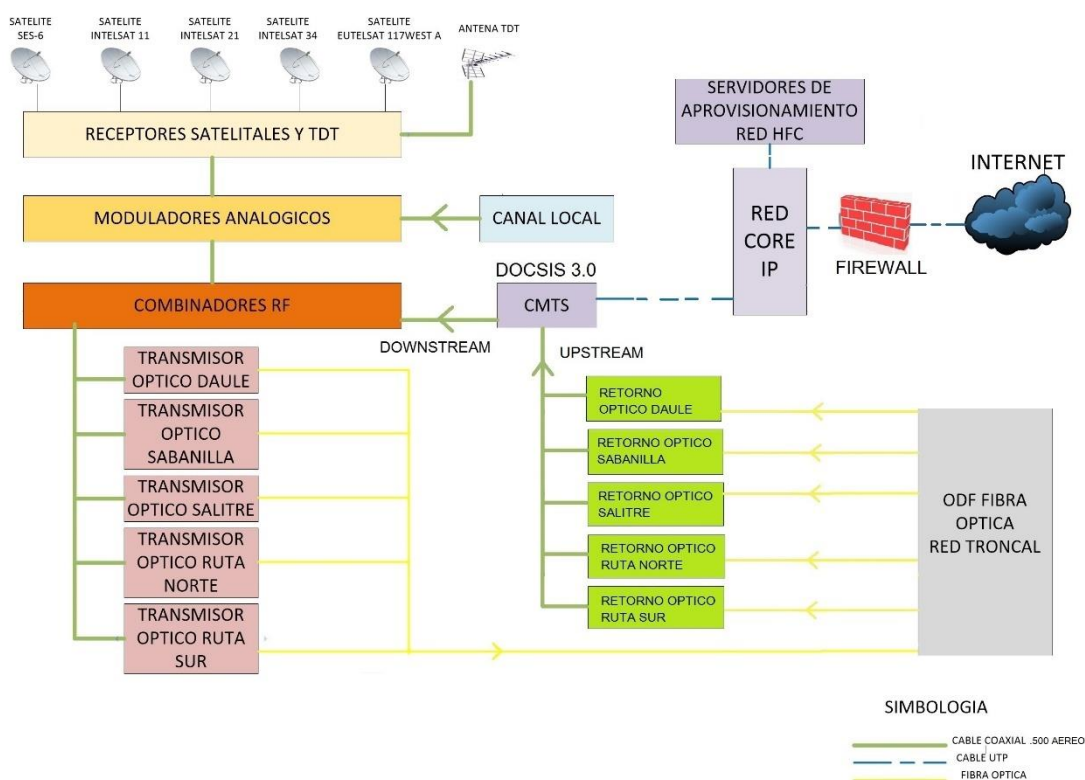 SATELITE
SES-6
SATELITE
INTELSAT 11
SATELITE
INTELSAT 21
SATELITE
INTELSAT 34
SATELITE
EUTELSAT 117WEST A
ANTENA TDT
RECEPTORES SATELITALES Y TDT
SERVIDORES DE
APROVISIONAMIENTO
RED HFC
MODULADORES ANALOGICOS
CANAL LOCAL
RED
CORE
IP
FIREWALL
INTERNET
COMBINADORES RF
DOCSIS 3.0
CMTS
DOWNSTREAM
UPSTREAM
TRANSMISOR
OPTICO DAULE
TRANSMISOR
OPTICO
SABANILLA
TRANSMISOR
OPTICO SALITRE
TRANSMISOR
OPTICO RUTA
NORTE
TRANSMISOR
OPTICO RUTA
SUR
RETORNO
OPTICO DAULE
RETORNO OPTICO
SABANILLA
RETORNO OPTICO
SALITRE
RETORNO OPTICO
RUTA NORTE
RETORNO OPTICO
RUTA SUR
ODF FIBRA
OPTICA
RED TRONCAL
SIMBOLOGIA
CABLE COAXIAL .500 AEREO
CABLE UTP
FIBRA OPTICA